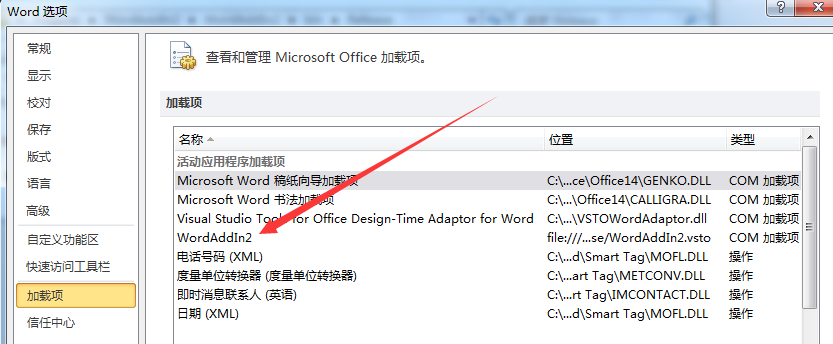 Word 选项
常规
显示
校对
保存
版式
语言
高级
自定义功能区
快速访问工具栏
加载项
信任中心
查看和管理 Microsoft Office 加载项。
加载项
名称 位置 类型
活动应用程序加载项
Microsoft Word 稿纸向导加载项 C:\...ce\Office14\GENKO.DLL COM 加载项
Microsoft Word 书法加载项 C:\...\Office14\CALLIGRA.DLL COM 加载项
Visual Studio Tools for Office Design-Time Adaptor for Word C:\...\VSTOWordAdaptor.dll COM 加载项
WordAddIn2 file:///...se/WordAddIn2.vsto COM 加载项
电话号码 (XML) C:\...d\Smart Tag\MOFL.DLL 操作
度量单位转换器 (度量单位转换器) C:\...art Tag\METCONV.DLL 操作
即时消息联系人 (英语) C:\...rt Tag\IMCONTACT.DLL 操作
日期 (XML) C:\...d\Smart Tag\MOFL.DLL 操作